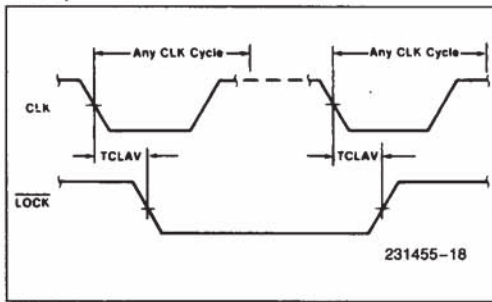 Any CLK Cycle
Any CLK Cycle
CLK
TCLAV
TCLAV
LOCK
231455-18